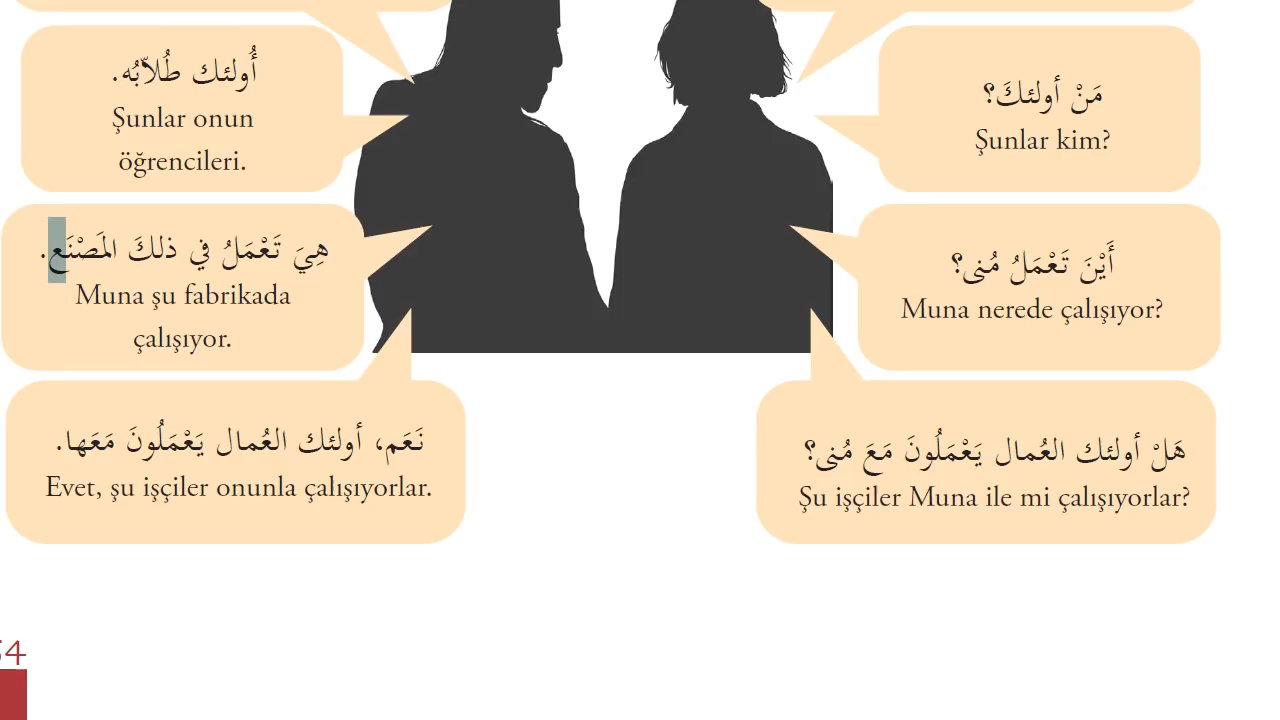 مَنْ أولئكَ؟
Şunlar kim?
أُولئك طُلاّبُه.
Şunlar onun
öğrencileri.
أَيْنَ تَعْمَلُ مُنى؟
Muna nerede çalışıyor?
هِيَ تَعْمَلُ في ذلكَ المَصْنَع.
Muna şu fabrikada
çalışıyor.
هَلْ أولئك العُمال يَعْمَلُونَ مَعَ مُنى؟
Şu işçiler Muna ile mi çalışıyorlar?
نَعَم، أولئك العُمال يَعْمَلُونَ مَعَها.
Evet, şu işçiler onunla çalışıyorlar.